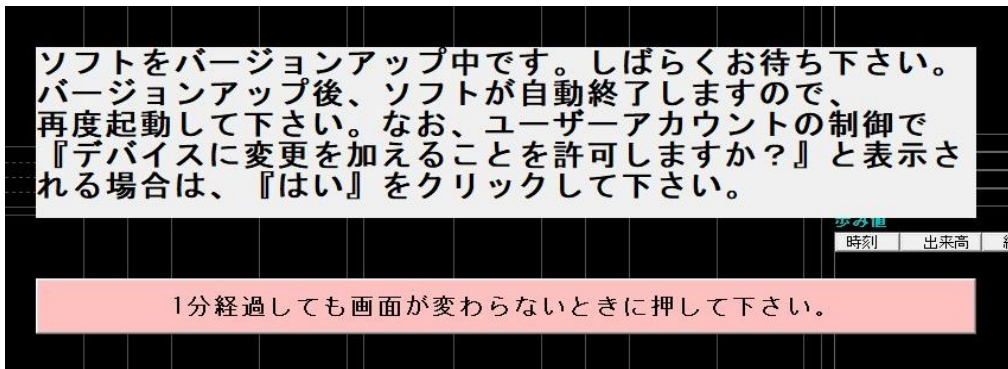 ソフトをバージョンアップ中です。しばらくお待ち下さい。
バージョンアップ後、ソフトが自動終了しますので、
再度起動して下さい。なお、ユーザーアカウントの制御で
『デバイスに変更を加えることを許可しますか？』と表示さ
れる場合は、『はい』をクリックして下さい。
歩み値
時刻 出来高
1分経過しても画面が変わらないときに押して下さい。